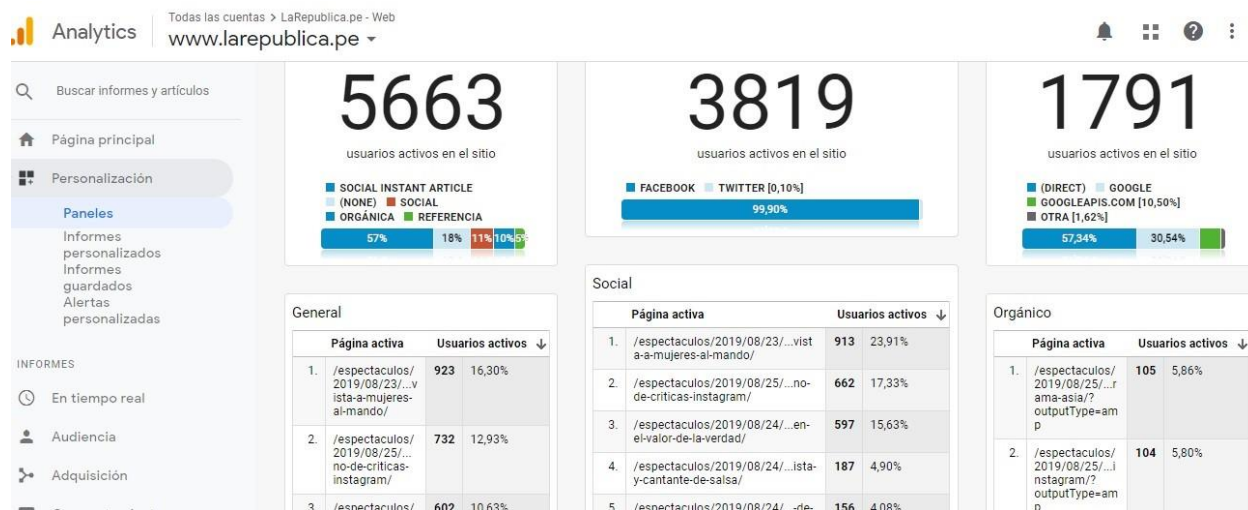 Analytics
Todas las cuentas > LaRepublica.pe - Web
www.larepublica.pe
Buscar informes y artículos
Página principal
Personalización
Paneles
Informes
personalizados
Informes
guardados
Alertas
personalizadas
INFORMES
En tiempo real
Audiencia
Adquisición
5663
usuarios activos en el sitio
SOCIAL INSTANT ARTICLE
(NONE) SOCIAL
ORGÁNICA REFERENCIA
57% 18% 11% 10% 5%
General
Página activa Usuarios activos
1. /espectaculos/ 923 16,30%
2019/08/23/...v
ista-a-mujeres-
al-mando/
2. /espectaculos/ 732 12,93%
2019/08/25/...
no-de-criticas-
instagram/
3. /espectaculos/ 602 10,63%
3819
usuarios activos en el sitio
FACEBOOK TWITTER [0,10%]
99,90%
Social
Página activa Usuarios activos
1. /espectaculos/2019/08/23/...vist 913 23,91%
a-a-mujeres-al-mando/
2. /espectaculos/2019/08/25/...no- 662 17,33%
de-criticas-instagram/
3. /espectaculos/2019/08/24/...en- 597 15,63%
el-valor-de-la-verdad/
4. /espectaculos/2019/08/24/...ista- 187 4,90%
y-cantante-de-salsa/
5. /espectaculos/2019/08/24/...-de- 156 4,08%
1791
usuarios activos en el sitio
(DIRECT) GOOGLE
GOOGLEAPIS.COM [10,50%]
OTRA [1,62%]
57,34% 30,54%
Orgánico
Página activa Usuarios activos
1. /espectaculos/ 105 5,86%
2019/08/25/...r
ama-asia/?
outputType=am
p
2. /espectaculos/ 104 5,80%
2019/08/25/...i
nstagram/?
outputType=am
p